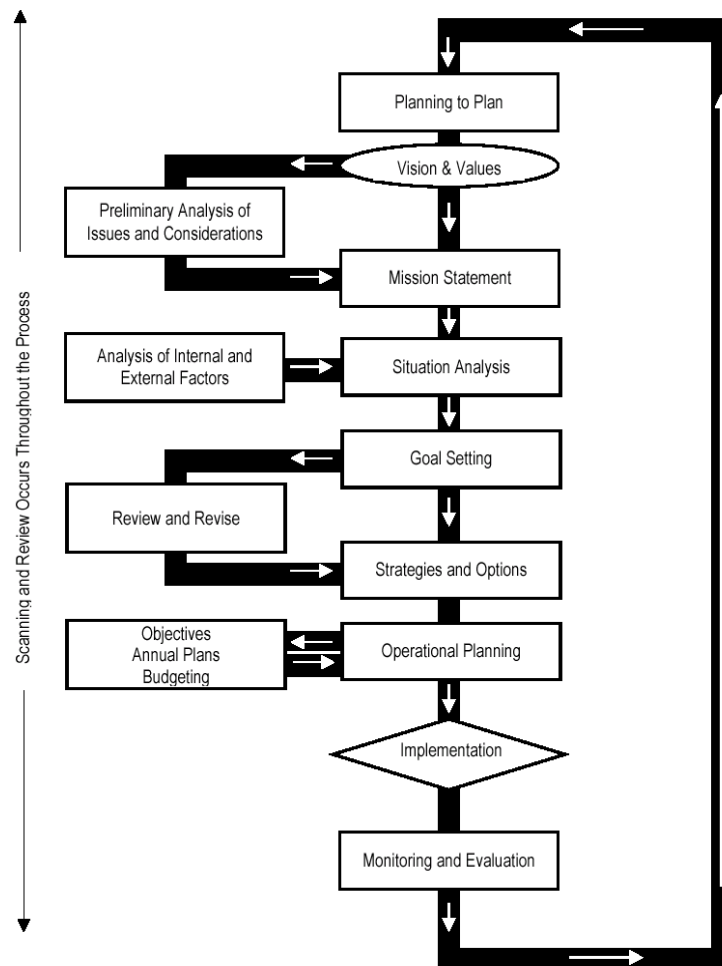 Planning to Plan
Vision & Values
Preliminary Analysis of
Issues and Considerations
Mission Statement
Analysis of Internal and
External Factors
Situation Analysis
Goal Setting
Review and Revise
Strategies and Options
Objectives
Annual Plans
Budgeting
Operational Planning
Implementation
Monitoring and Evaluation
Scanning and Review Occurs Throughout the Process